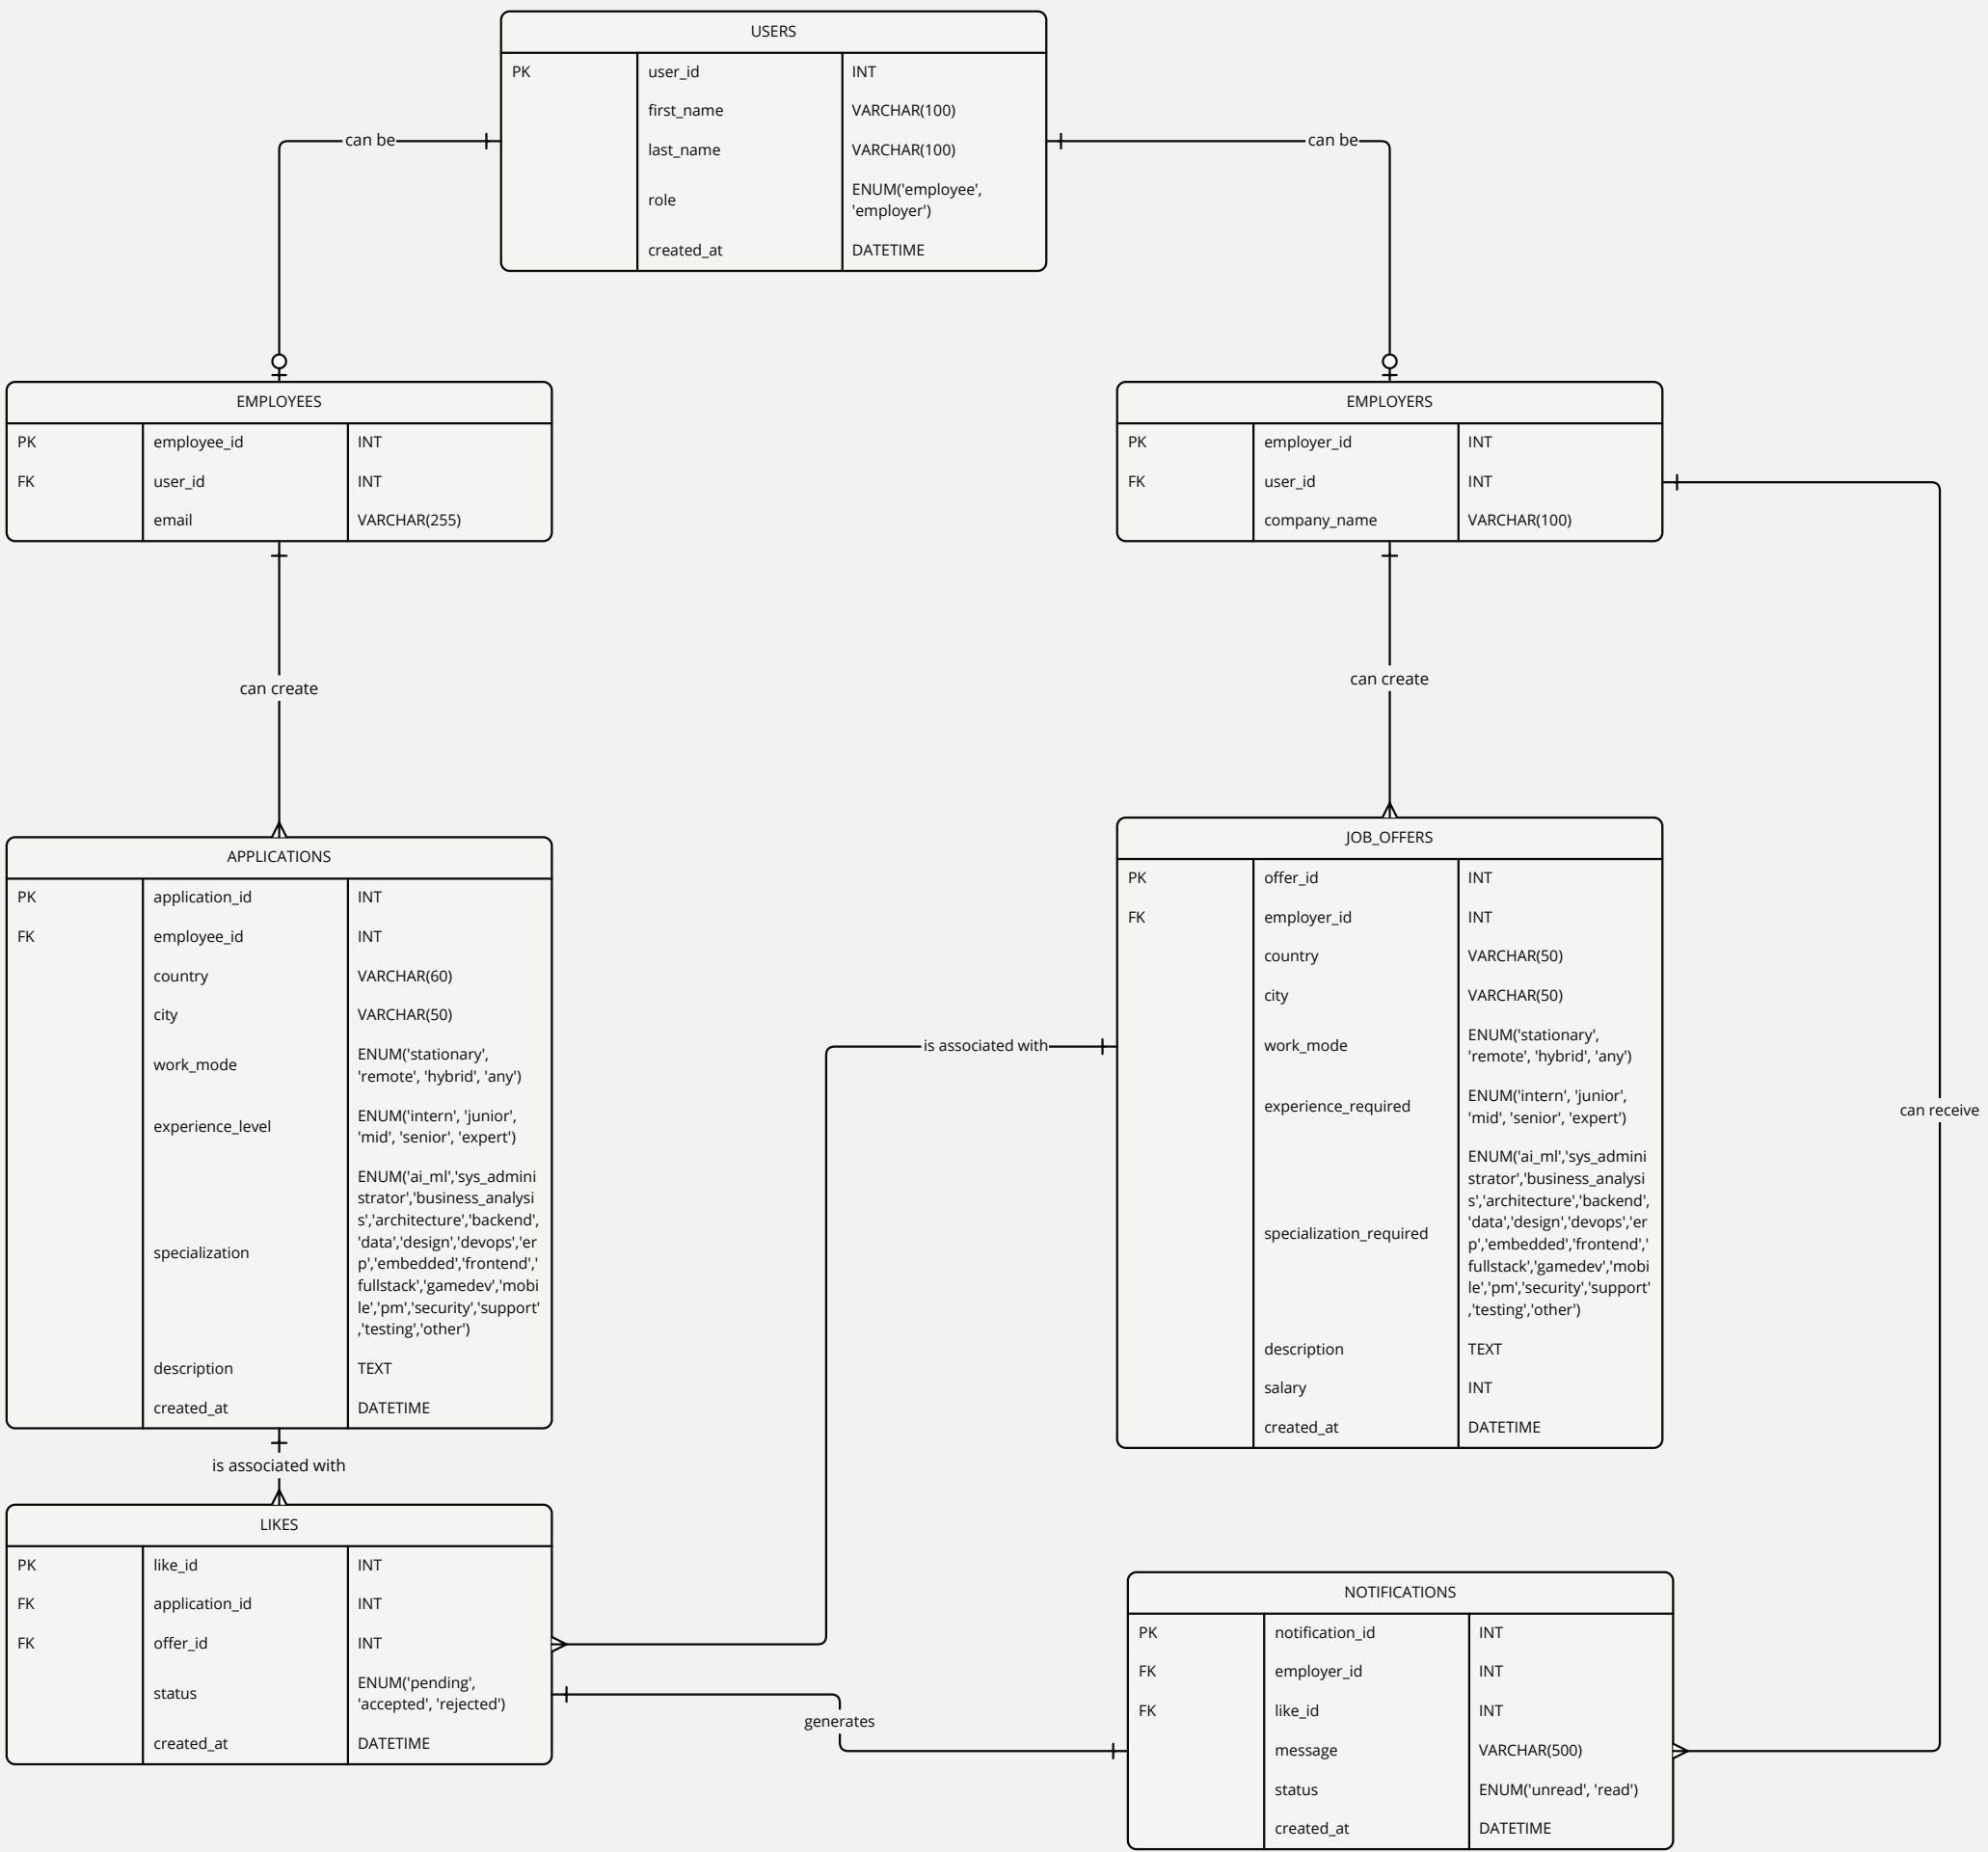 USERS
PK user_id INT
first_name VARCHAR(100)
last_name VARCHAR(100)
role ENUM('employee',
'employer')
created_at DATETIME
can be
can be
EMPLOYEES
PK employee_id INT
FK user_id INT
email VARCHAR(255)
EMPLOYERS
PK employer_id INT
FK user_id INT
company_name VARCHAR(100)
can create
can create
can receive
APPLICATIONS
PK application_id INT
FK employee_id INT
country VARCHAR(60)
city VARCHAR(50)
work_mode ENUM('stationary',
'remote', 'hybrid', 'any')
experience_level ENUM('intern', 'junior',
'mid', 'senior', 'expert')
specialization ENUM('ai_ml','sys_admini
strator','business_analysi
s','architecture','backend',
'data','design','devops','er
p','embedded','frontend','
fullstack','gamedev','mobi
le','pm','security','support'
,'testing','other')
description TEXT
created_at DATETIME
JOB_OFFERS
PK offer_id INT
FK employer_id INT
country VARCHAR(50)
city VARCHAR(50)
work_mode ENUM('stationary',
'remote', 'hybrid', 'any')
experience_required ENUM('intern', 'junior',
'mid', 'senior', 'expert')
specialization_required ENUM('ai_ml','sys_admini
strator','business_analysi
s','architecture','backend',
'data','design','devops','er
p','embedded','frontend','
fullstack','gamedev','mobi
le','pm','security','support'
,'testing','other')
description TEXT
salary INT
created_at DATETIME
is associated with
is associated with
LIKES
PK like_id INT
FK application_id INT
FK offer_id INT
status ENUM('pending',
'accepted', 'rejected')
created_at DATETIME
generates
NOTIFICATIONS
PK notification_id INT
FK employer_id INT
FK like_id INT
message VARCHAR(500)
status ENUM('unread', 'read')
created_at DATETIME